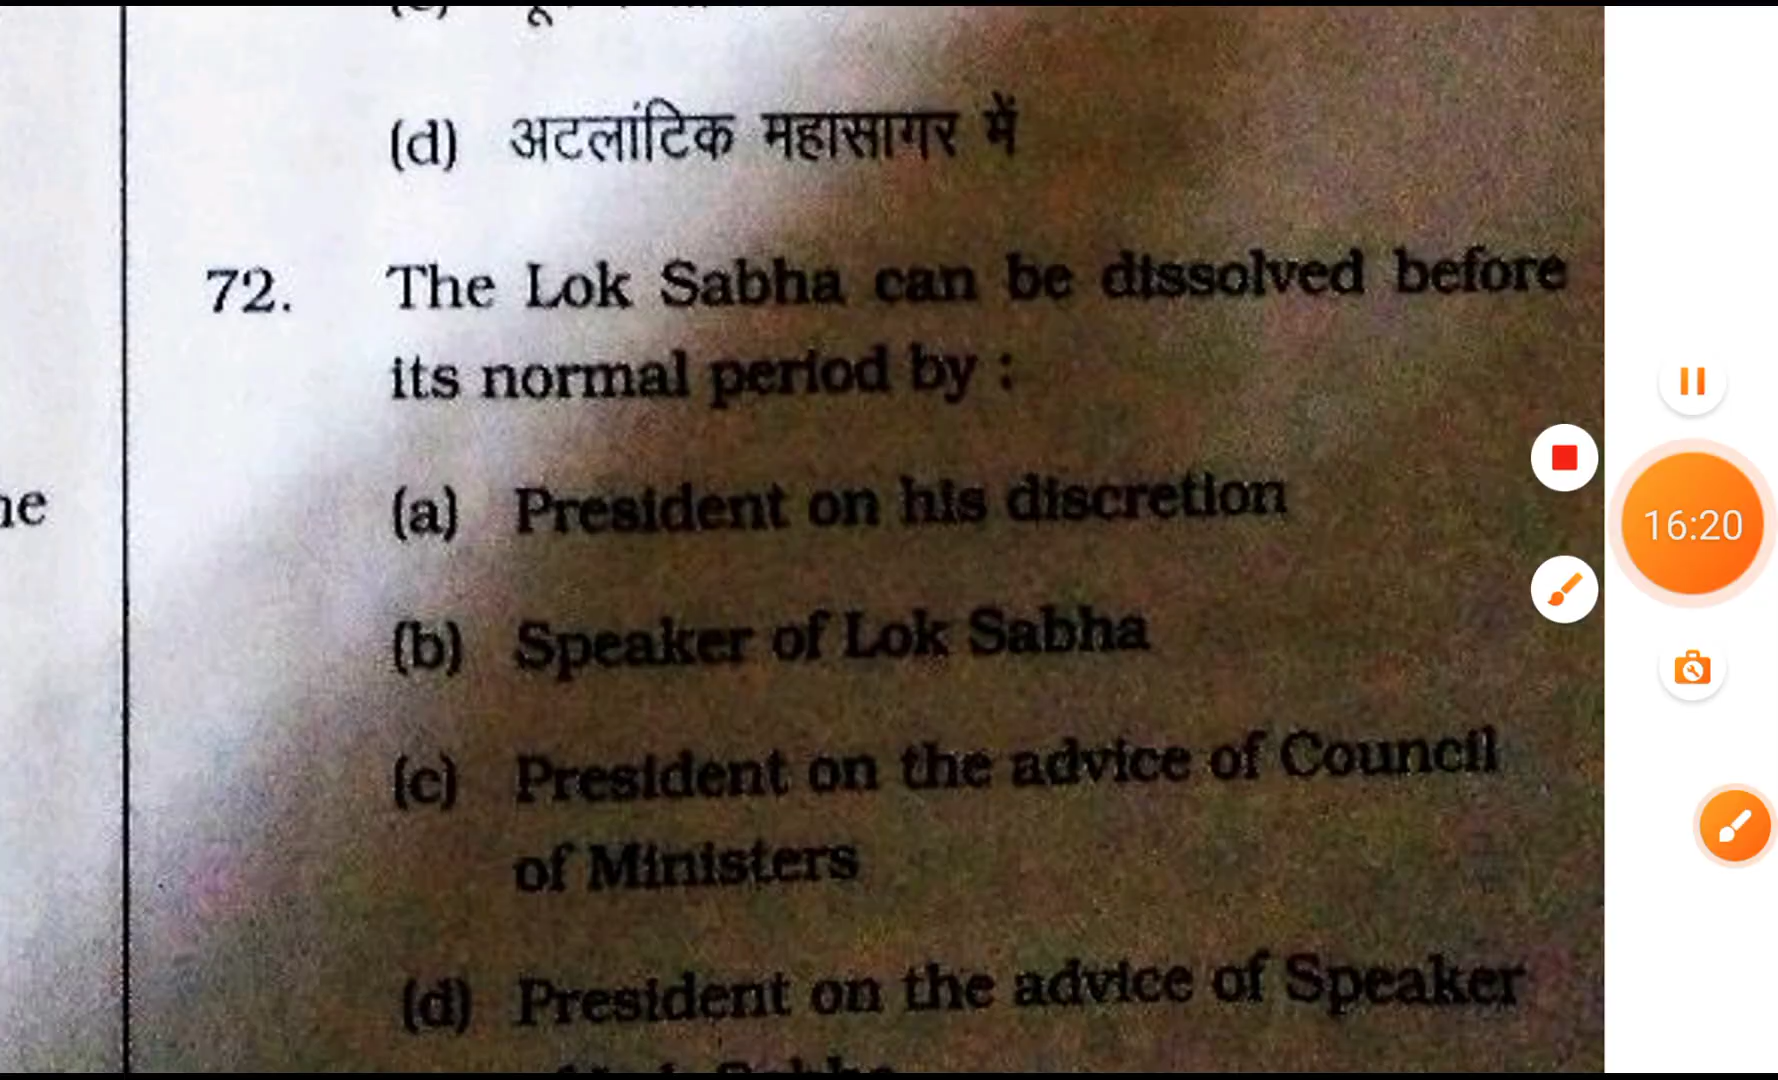 (d) अटलांटिक महासागर में
72. The Lok Sabha can be dissolved before
its normal period by :
ne
(a) President on his discretion
16:20
(b) Speaker of Lok Sabha
(c) President on the advice of Council
of Ministers
(d) President on the advice of Speaker